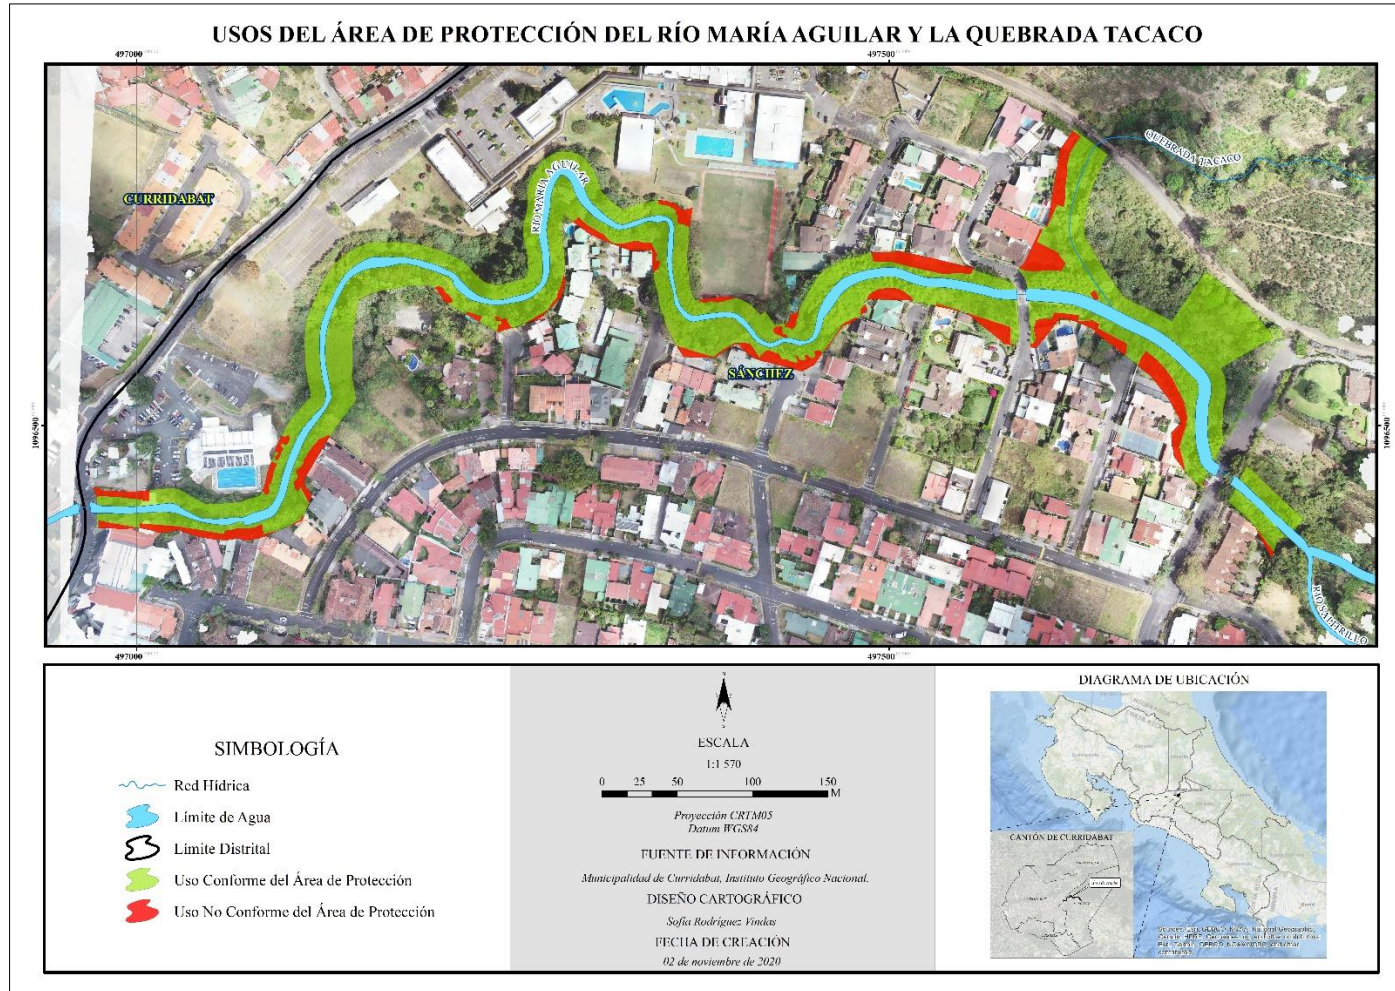 USOS DEL ÁREA DE PROTECCIÓN DEL RÍO MARÍA AGUILAR Y LA QUEBRADA TACACO
497000
497500
QUEBRADA TACACO
RÍO MARÍA AGUILAR
CURRIDABAT
SÁNCHEZ
1096500
1096500
RÍO SAPITRILLO
497000
497500
SIMBOLOGÍA
Red Hídrica
Límite de Agua
Límite Distrital
Uso Conforme del Área de Protección
Uso No Conforme del Área de Protección
ESCALA
1:1 570
0 25 50 100 150
M
Proyección CRTM05
Datum WGS84
FUENTE DE INFORMACIÓN
Municipalidad de Curridabat, Instituto Geográfico Nacional.
DISEÑO CARTOGRÁFICO
Sofía Rodríguez Vindas
FECHA DE CREACIÓN
02 de noviembre de 2020
DIAGRAMA DE UBICACIÓN
CANTÓN DE CURRIDABAT